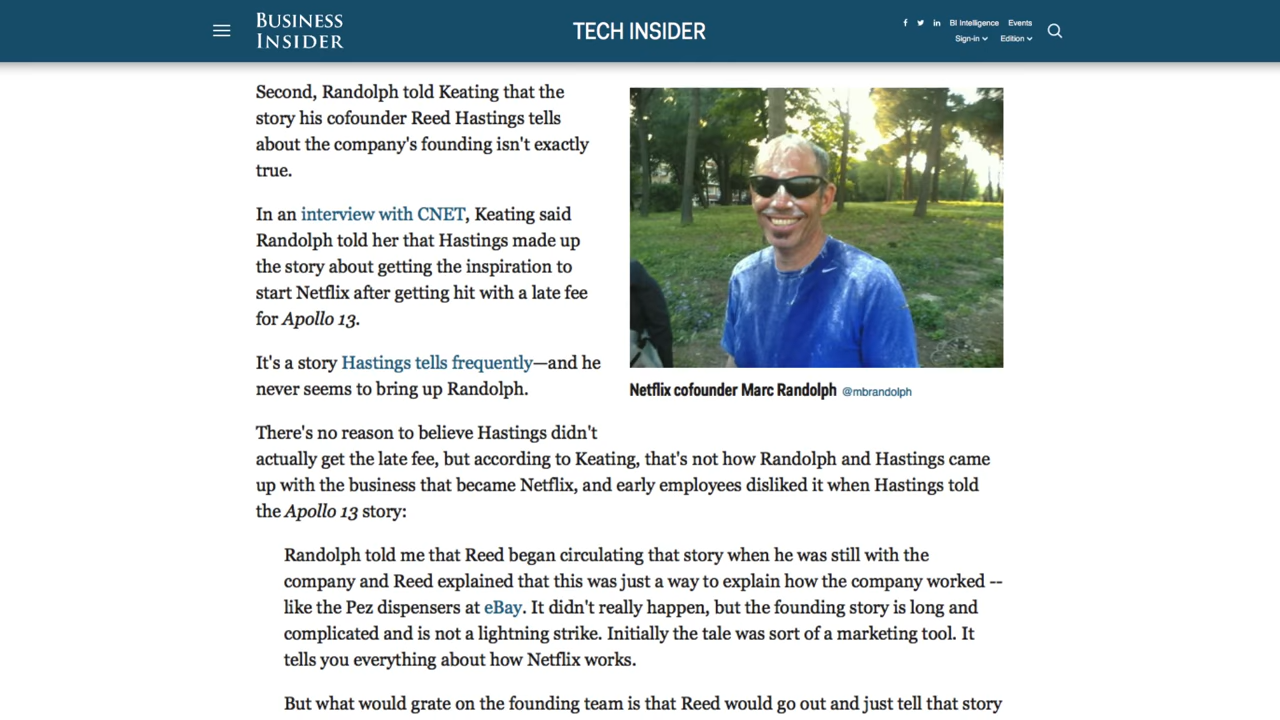 BUSINESS
INSIDER
TECH INSIDER
BI Intelligence Events
Sign-in Edition
Second, Randolph told Keating that the
story his cofounder Reed Hastings tells
about the company's founding isn't exactly
true.
In an interview with CNET, Keating said
Randolph told her that Hastings made up
the story about getting the inspiration to
start Netflix after getting hit with a late fee
for Apollo 13.
It's a story Hastings tells frequently—and he
never seems to bring up Randolph.
Netflix cofounder Marc Randolph @mbrandolph
There's no reason to believe Hastings didn't
actually get the late fee, but according to Keating, that's not how Randolph and Hastings came
up with the business that became Netflix, and early employees disliked it when Hastings told
the Apollo 13 story:
Randolph told me that Reed began circulating that story when he was still with the
company and Reed explained that this was just a way to explain how the company worked --
like the Pez dispensers at eBay. It didn't really happen, but the founding story is long and
complicated and is not a lightning strike. Initially the tale was sort of a marketing tool. It
tells you everything about how Netflix works.
But what would grate on the founding team is that Reed would go out and just tell that story